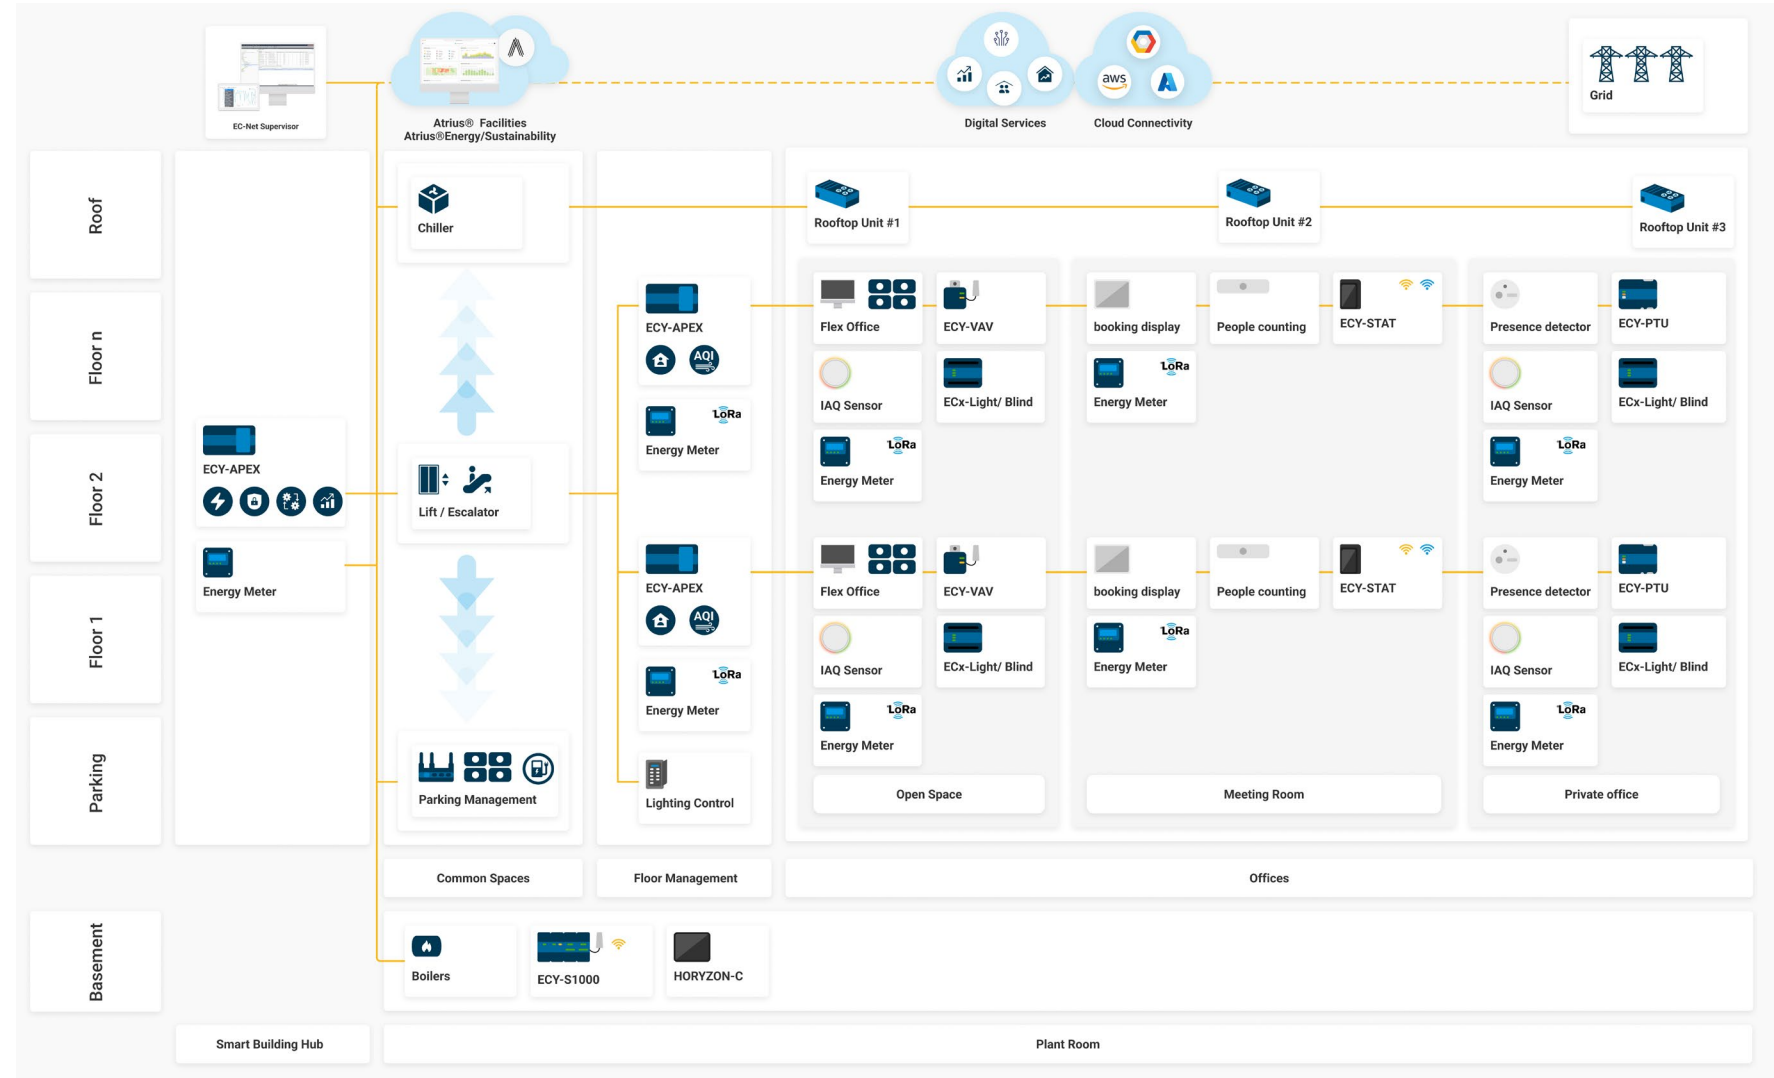 EC-Net Supervisor
Atrius® Facilities
Atrius®Energy/Sustainability
aws
Digital Services
Cloud Connectivity
Grid
Roof
Floor n
Floor 2
Floor 1
Parking
Basement
Chiller
Rooftop Unit #1
Rooftop Unit #2
Rooftop Unit #3
ECY-APEX
Energy Meter
Lift / Escalator
Parking Management
ECY-APEX
AQI
LoRa
Energy Meter
ECY-APEX
AQI
LoRa
Energy Meter
Lighting Control
Flex Office
ECY-VAV
booking display
People counting
ECY-STAT
Presence detector
ECY-PTU
IAQ Sensor
ECx-Light/ Blind
LoRa
Energy Meter
IAQ Sensor
ECx-Light/ Blind
LoRa
Energy Meter
LoRa
Energy Meter
Flex Office
ECY-VAV
booking display
People counting
ECY-STAT
Presence detector
ECY-PTU
IAQ Sensor
ECx-Light/ Blind
LoRa
Energy Meter
IAQ Sensor
ECx-Light/ Blind
LoRa
Energy Meter
LoRa
Energy Meter
Open Space
Meeting Room
Private office
Common Spaces
Floor Management
Offices
Boilers
ECY-S1000
HORYZON-C
Smart Building Hub
Plant Room